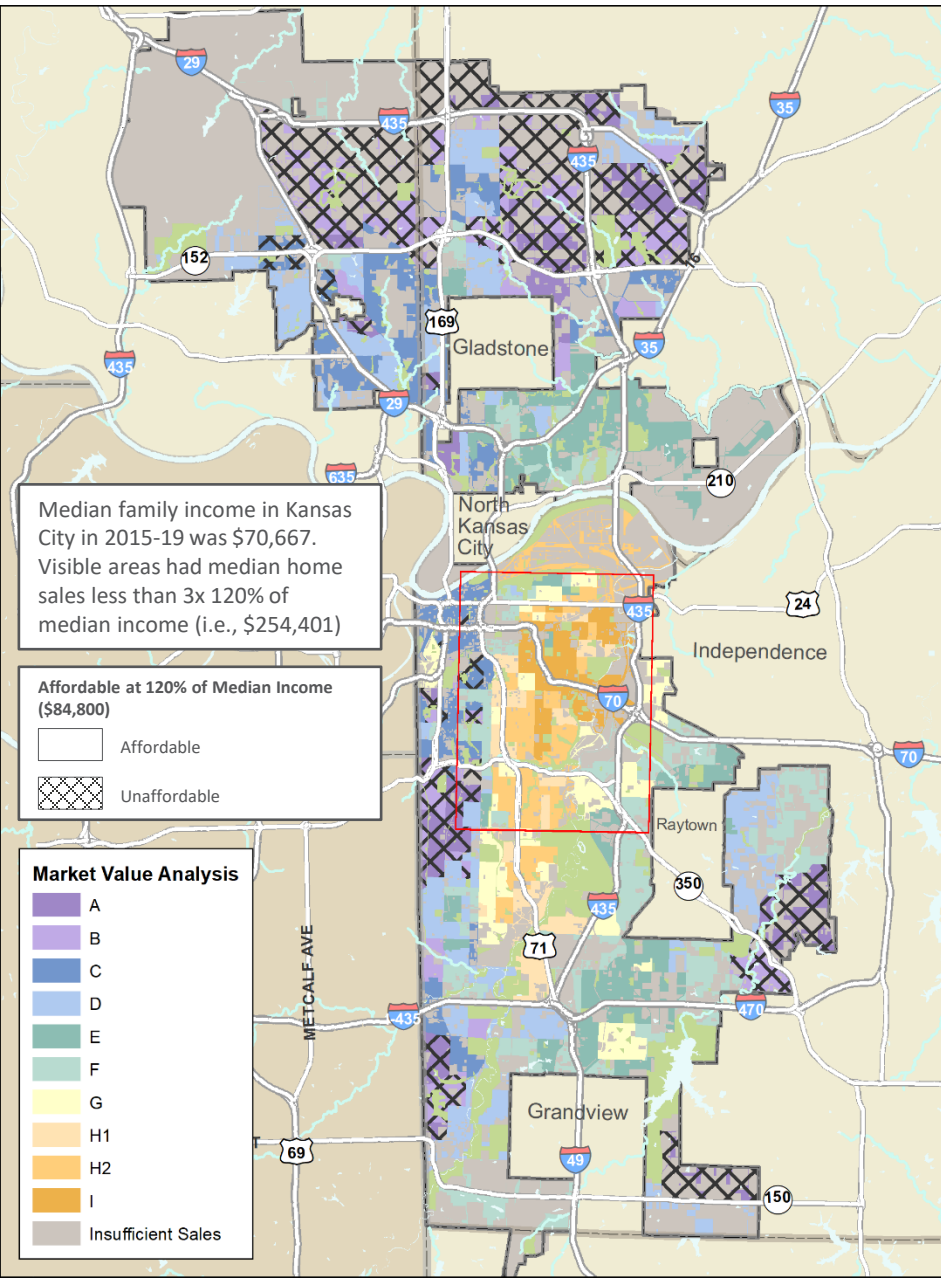 29
35
435
435
152
169
Gladstone
35
435
29
635
210
Median family income in Kansas
City in 2015-19 was $70,667.
Visible areas had median home
sales less than 3x 120% of
median income (i.e., $254,401)
North
Kansas
City
24
435
Independence
Affordable at 120% of Median Income
($84,800)
Affordable
Unaffordable
70
70
Raytown
Market Value Analysis
A
B
C
D
E
F
G
H1
H2
I
Insufficient Sales
350
435
71
METCALF AVE
-435
470
Grandview
69
49
150